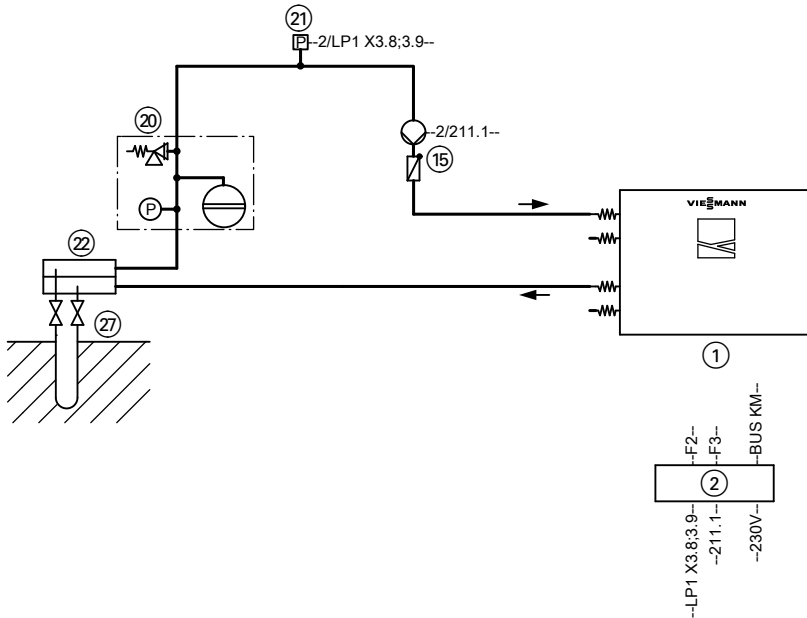 21
P--2/LP1 X3.8;3.9--
20
--2/211.1--
15
P
22
VIESMANN
27
1
--F2--
--F3--
--BUS KM--
2
--LP1 X3.8;3.9--
--211.1--
--230V--